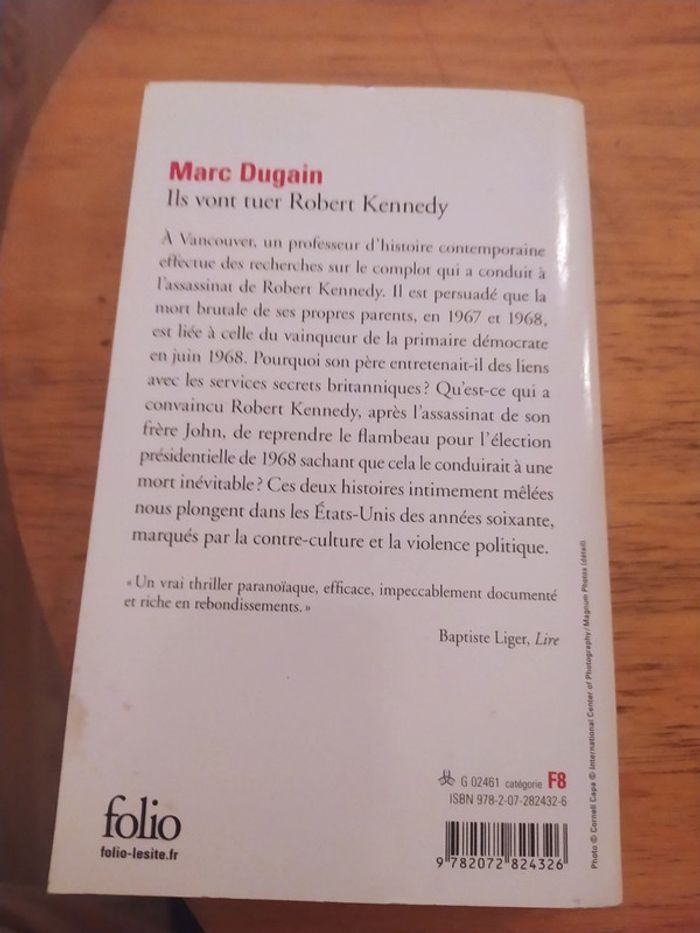 Marc Dugain
Ils vont tuer Robert Kennedy
À Vancouver, un professeur d'histoire contemporaine
effectue des recherches sur le complot qui a conduit à
l'assassinat de Robert Kennedy. Il est persuadé que la
mort brutale de ses propres parents, en 1967 et 1968,
est liée à celle du vainqueur de la primaire démocrate
en juin 1968. Pourquoi son père entretenait-il des liens
avec les services secrets britanniques ? Qu'est-ce qui a
convaincu Robert Kennedy, après l'assassinat de son
frère John, de reprendre le flambeau pour l'élection
présidentielle de 1968 sachant que cela le conduirait à une
mort inévitable ? Ces deux histoires intimement mêlées
nous plongent dans les États-Unis des années soixante,
marqués par la contre-culture et la violence politique.
« Un vrai thriller paranoïaque, efficace, impeccablement documenté
et riche en rebondissements. »
Baptiste Liger, Lire
Photo © Cornell Capa © International Center of Photography / Magnum Photos (détail).
folio
folio-lesite.fr
G 02461 catégorie F8
ISBN 978-2-07-282432-6
9 782072 824326